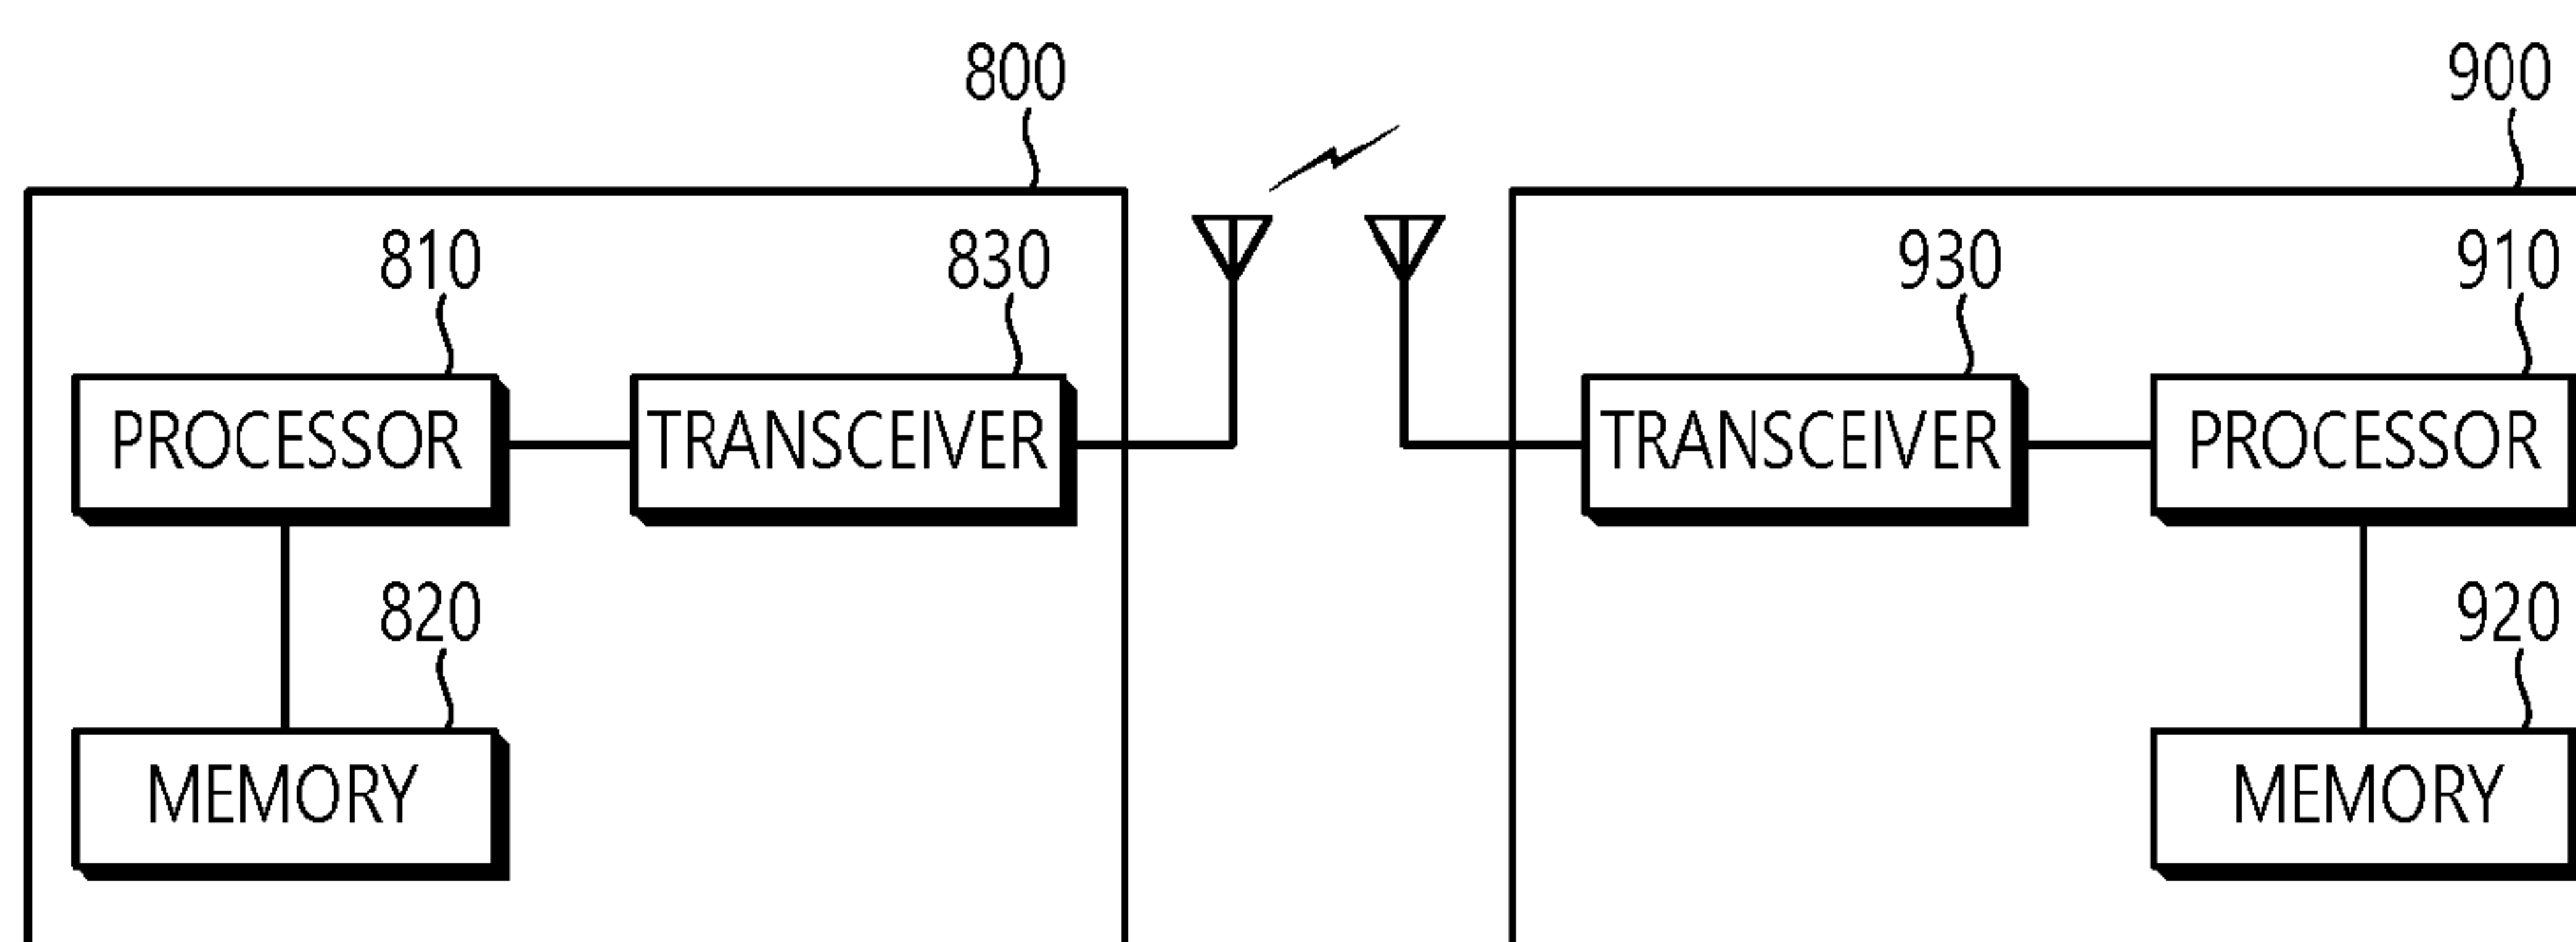 800 900
810 830 930 910
PROCESSOR TRANSCEIVER TRANSCEIVER PROCESSOR
820 920
MEMORY MEMORY